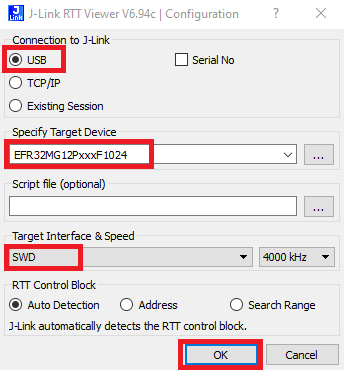 J-Link RTT Viewer V6.94c | Configuration
Connection to J-Link
USB
Serial No
TCP/IP
Existing Session
Specify Target Device
EFR32MG12PxxxF1024
...
Script file (optional)
...
Target Interface & Speed
SWD
4000 kHz
RTT Control Block
Auto Detection
Address
Search Range
J-Link automatically detects the RTT control block.
OK
Cancel